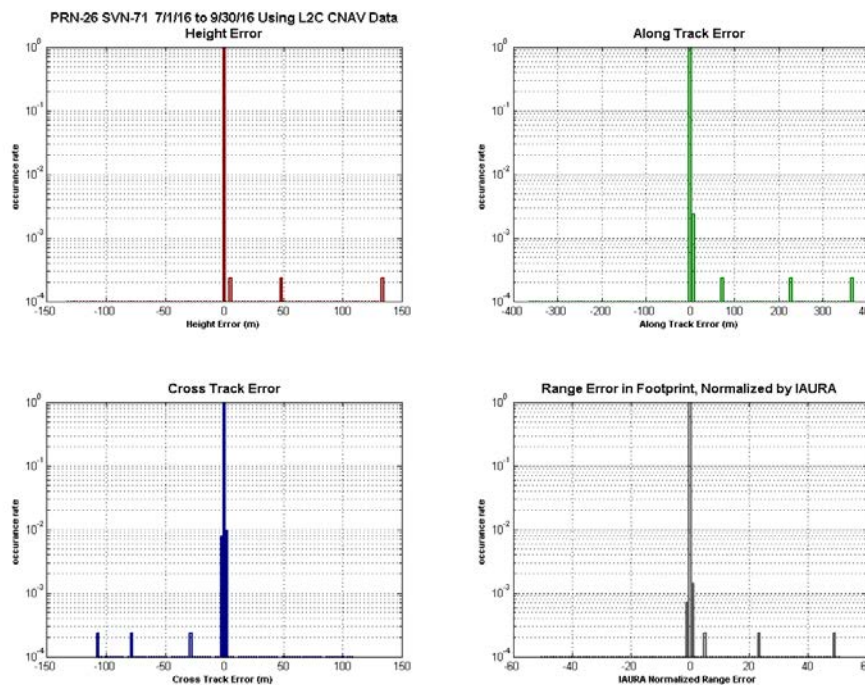 PRN-26 SVN-71 7/1/16 to 9/30/16 Using L2C CNAV Data
Height Error
10^0
10^-1
10^-2
10^-3
10^-4
occurance rate
-150 -100 -50 0 50 100 150
Height Error (m)
Along Track Error
10^0
10^-1
10^-2
10^-3
10^-4
occurance rate
-400 -300 -200 -100 0 100 200 300
Along Track Error (m)
Cross Track Error
10^0
10^-1
10^-2
10^-3
10^-4
occurance rate
-150 -100 -50 0 50 100 150
Cross Track Error (m)
Range Error in Footprint, Normalized by IAURA
10^0
10^-1
10^-2
10^-3
10^-4
occurance rate
-60 -40 -20 0 20 40
IAURA Normalized Range Error